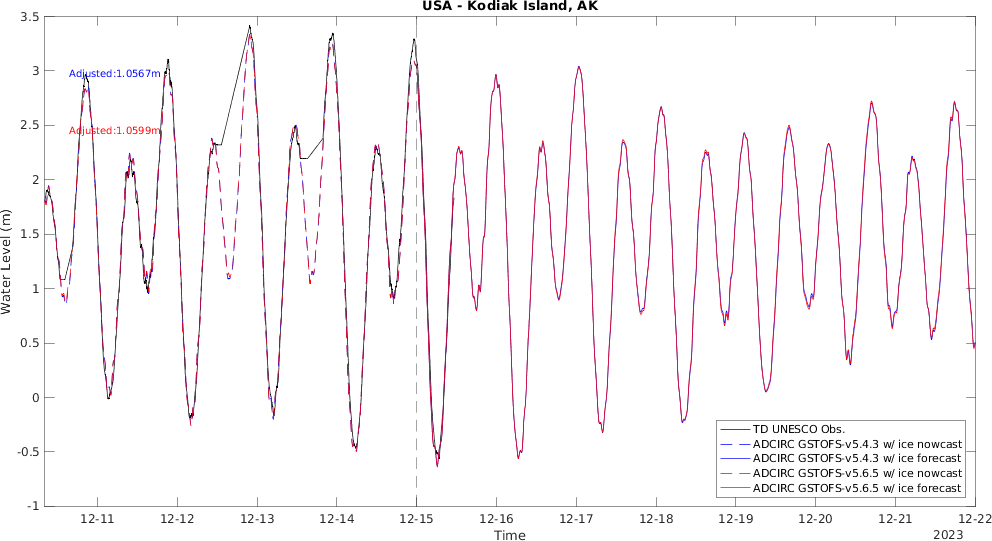 USA - Kodiak Island, AK
Water Level (m)
3.5
3
2.5
2
1.5
1
0.5
0
-0.5
-1
Adjusted:1.0567m
Adjusted:1.0599m
TD UNESCO Obs.
ADCIRC GSTOFS-v5.4.3 w/ ice nowcast
ADCIRC GSTOFS-v5.4.3 w/ ice forecast
ADCIRC GSTOFS-v5.6.5 w/ ice nowcast
ADCIRC GSTOFS-v5.6.5 w/ ice forecast
12-11 12-12 12-13 12-14 12-15 12-16 12-17 12-18 12-19 12-20 12-21 12-22
Time
2023